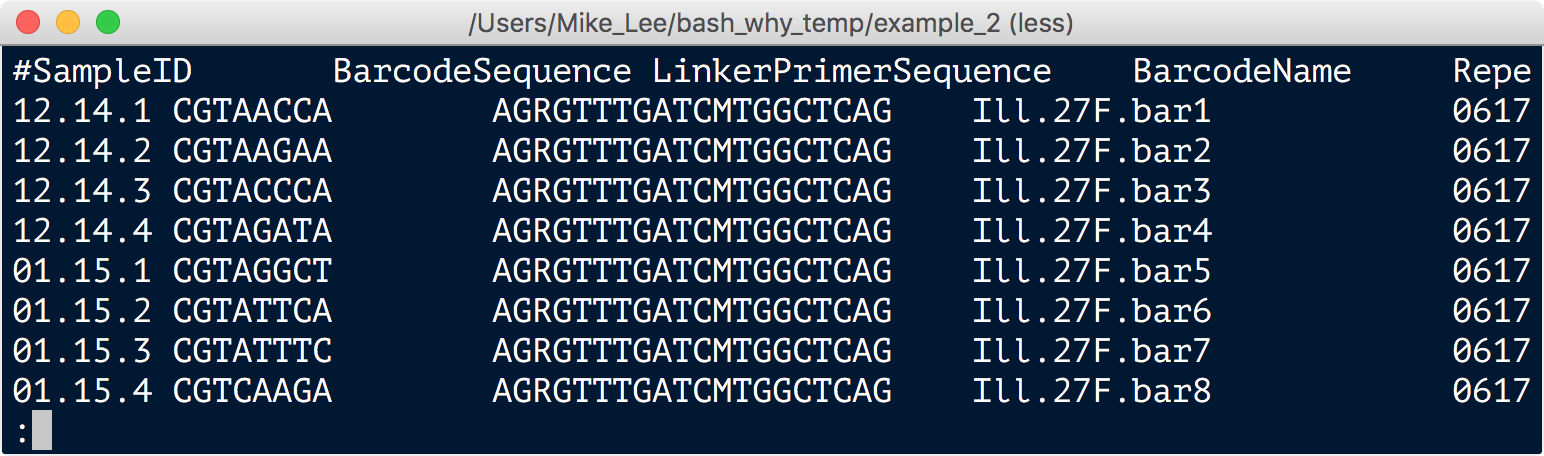 /Users/Mike_Lee/bash_why_temp/example_2 (less)
#SampleID BarcodeSequence LinkerPrimerSequence BarcodeName Repe
12.14.1 CGTAACCA AGRGTTTGATCMTGGCTCAG Ill.27F.bar1 0617
12.14.2 CGTAAGAA AGRGTTTGATCMTGGCTCAG Ill.27F.bar2 0617
12.14.3 CGTACCCA AGRGTTTGATCMTGGCTCAG Ill.27F.bar3 0617
12.14.4 CGTAGATA AGRGTTTGATCMTGGCTCAG Ill.27F.bar4 0617
01.15.1 CGTAGGCT AGRGTTTGATCMTGGCTCAG Ill.27F.bar5 0617
01.15.2 CGTATTCA AGRGTTTGATCMTGGCTCAG Ill.27F.bar6 0617
01.15.3 CGTATTTC AGRGTTTGATCMTGGCTCAG Ill.27F.bar7 0617
01.15.4 CGTCAAGA AGRGTTTGATCMTGGCTCAG Ill.27F.bar8 0617
: